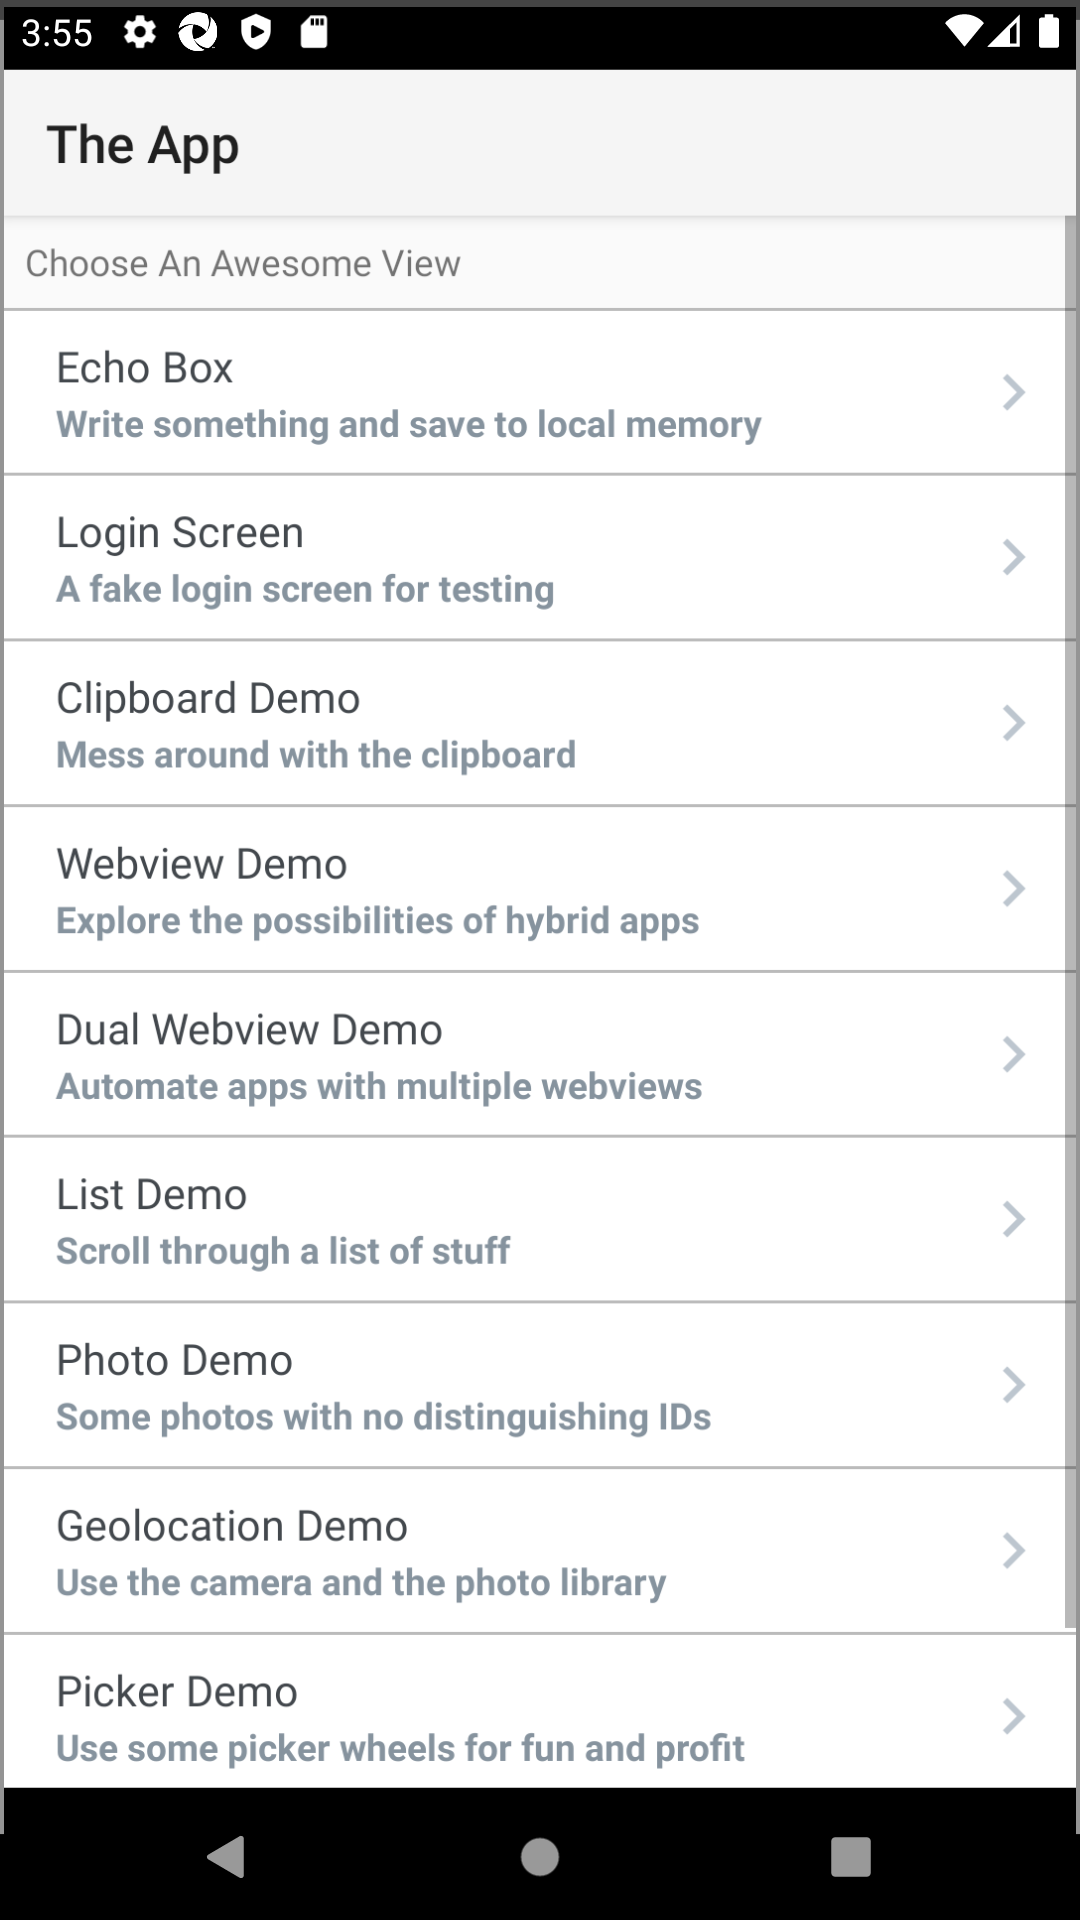 3:55
The App
Choose An Awesome View
Echo Box
Write something and save to local memory
Login Screen
A fake login screen for testing
Clipboard Demo
Mess around with the clipboard
Webview Demo
Explore the possibilities of hybrid apps
Dual Webview Demo
Automate apps with multiple webviews
List Demo
Scroll through a list of stuff
Photo Demo
Some photos with no distinguishing IDs
Geolocation Demo
Use the camera and the photo library
Picker Demo
Use some picker wheels for fun and profit